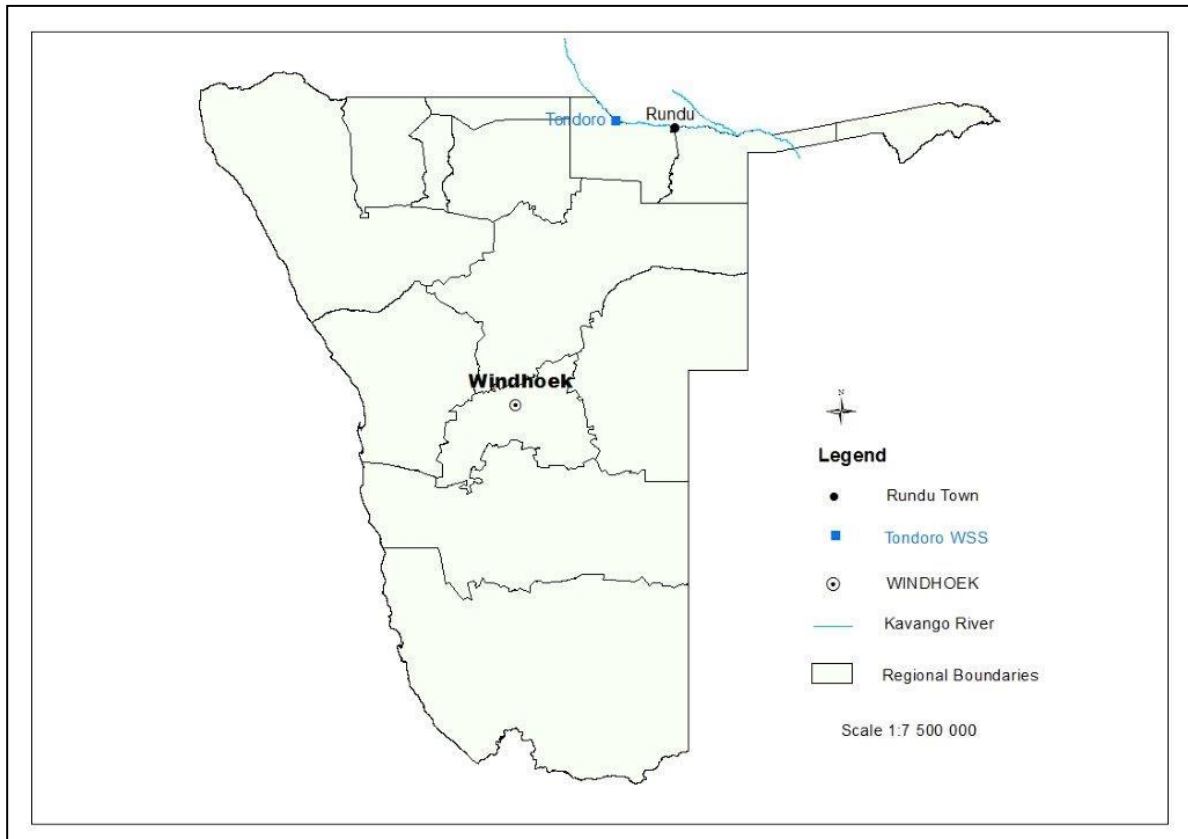 Tondoro
Rundu
Windhoek
N
Legend
Rundu Town
Tondoro WSS
WINDHOEK
Kavango River
Regional Boundaries
Scale 1:7 500 000